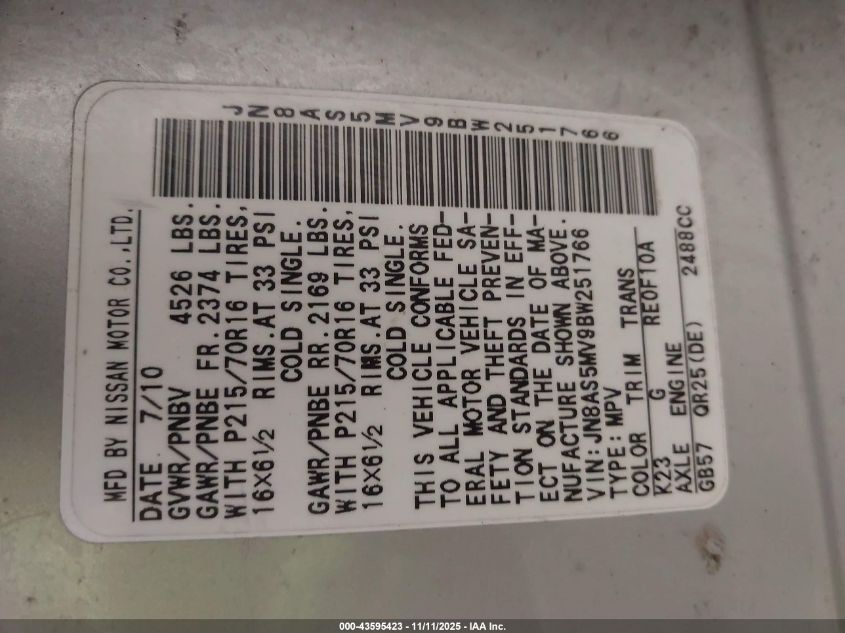 JN8AS5MV9BW251766
MFD BY NISSAN MOTOR CO.,LTD.
DATE 7/10
GVWR/PNBV 4526 LBS.
GAWR/PNBE FR. 2374 LBS.
WITH P215/70R16 TIRES,
16X6½ RIMS.AT 33 PSI
COLD SINGLE.
GAWR/PNBE RR. 2169 LBS.
WITH P215/70R16 TIRES,
16X6½ RIMS AT 33 PSI
COLD SINGLE.
THIS VEHICLE CONFORMS
TO ALL APPLICABLE FED-
ERAL MOTOR VEHICLE SA-
FETY AND THEFT PREVEN-
TION STANDARDS IN EFF-
ECT ON THE DATE OF MA-
NUFACTURE SHOWN ABOVE.
VIN:JN8AS5MV9BW251766
TYPE:MPV
COLOR TRIM TRANS
K23 G RE0F10A
AXLE ENGINE
GB57 QR25(DE) 2488CC
000-43595423 - 11/11/2025 - IAA Inc.